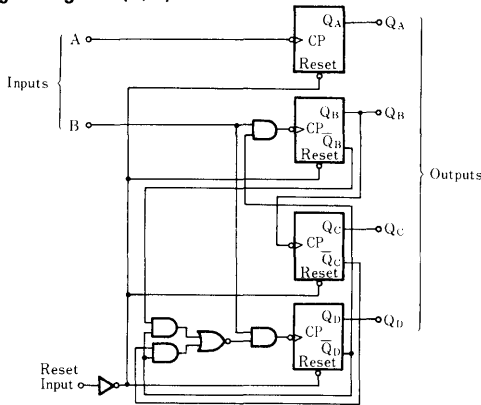 A
Q_A
Q_A
CP
Reset
Inputs
B
Q_B
Q_B
CP
Q̅_B
Reset
Outputs
Q_C
Q_C
CP
Q̅_C
Reset
Q_D
Q_D
CP
Q̅_D
Reset
Reset
Input